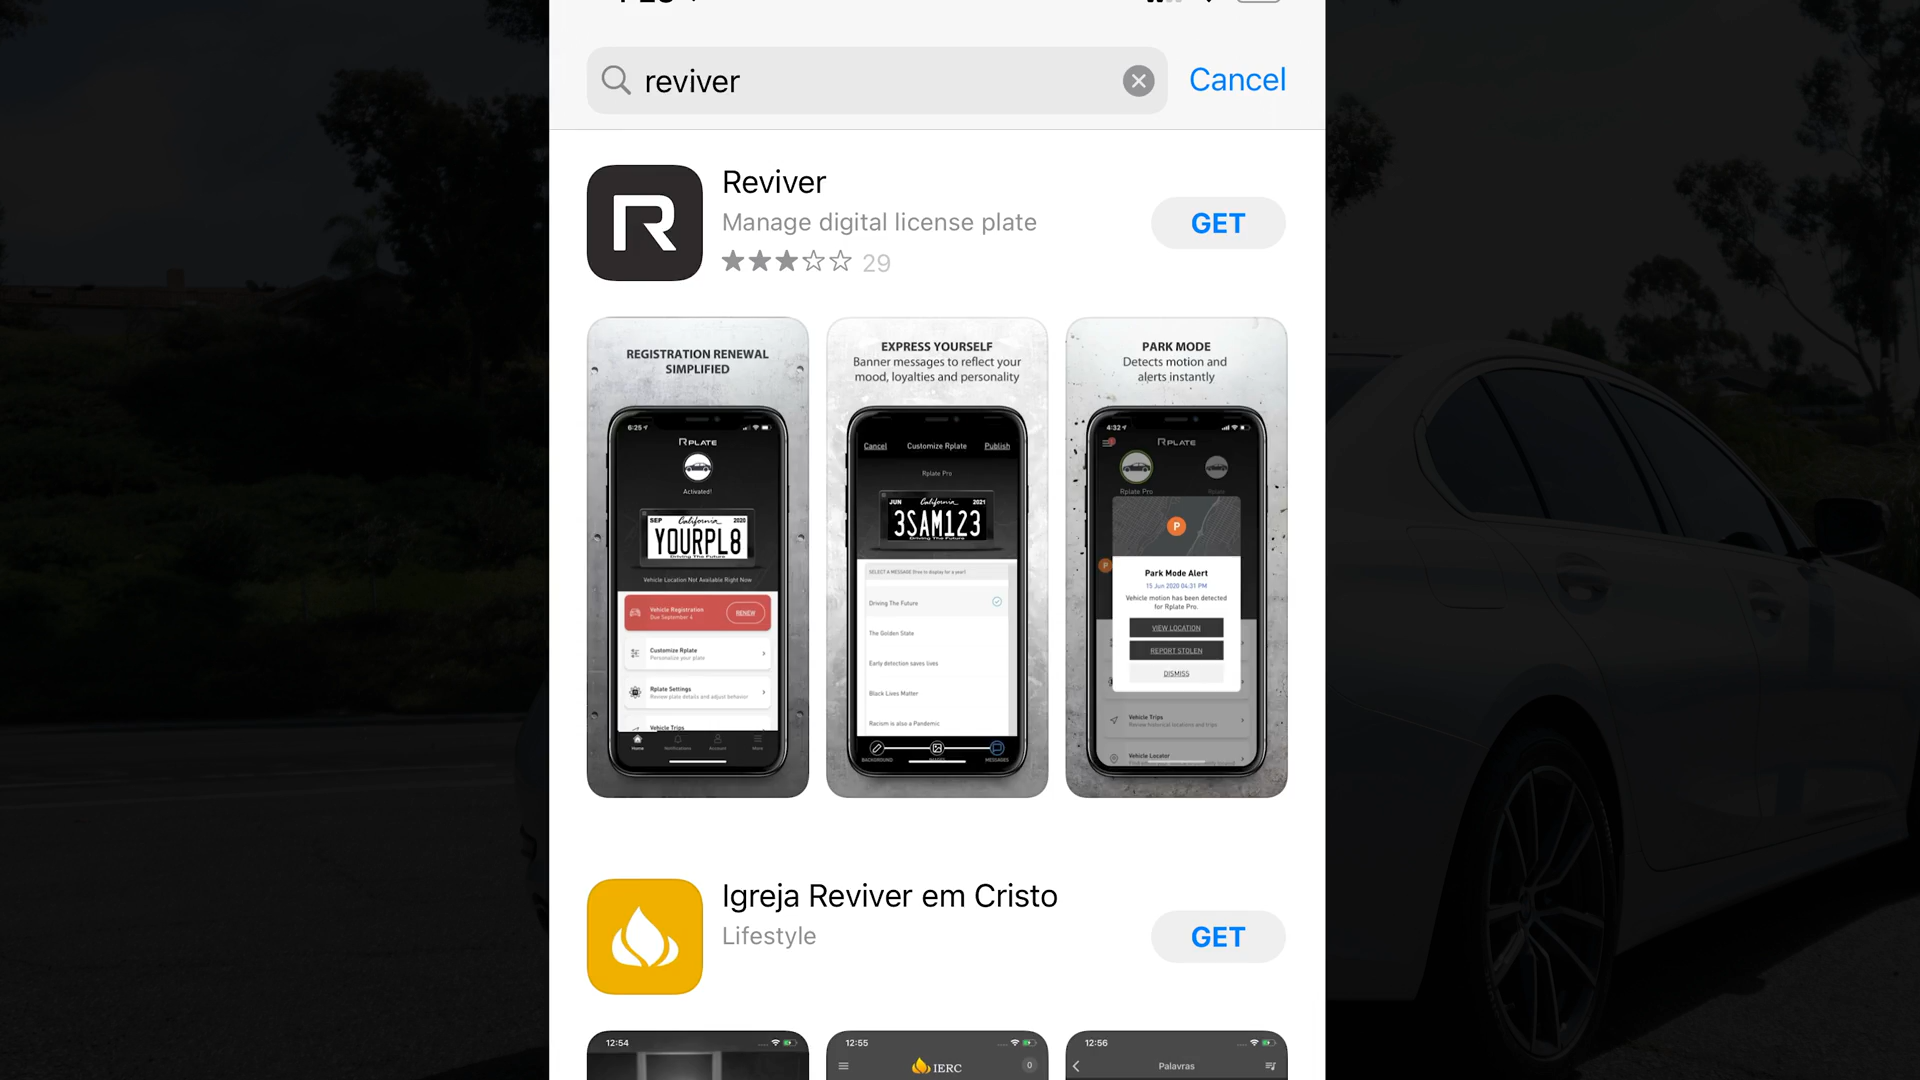 reviver
Cancel
Reviver
Manage digital license plate
GET
29
REGISTRATION RENEWAL
SIMPLIFIED
6:25
RPLATE
Activated!
SEP California 2020
YOURPL8
Driving The Future
Vehicle Location Not Available Right Now
Vehicle Registration
Due September 4
RENEW
Customize Rplate
Personalize your plate
Rplate Settings
Review plate details and adjust behavior
Vehicle Trips
Home Notifications Account More
EXPRESS YOURSELF
Banner messages to reflect your
mood, loyalties and personality
Cancel Customize Rplate Publish
Rplate Pro
JUN California 2021
3SAM123
Driving The Future
SELECT A MESSAGE (free to display for a year!)
Driving The Future
The Golden State
Early detection saves lives
Black Lives Matter
Racism is also a Pandemic
BACKGROUND MESSAGES
PARK MODE
Detects motion and
alerts instantly
4:32
RPLATE
Rplate Pro Rplate
P
P
Park Mode Alert
15 Jun 2020 04:31 PM
Vehicle motion has been detected
for Rplate Pro.
VIEW LOCATION
REPORT STOLEN
DISMISS
Vehicle Trips
Review historical locations and trips
Vehicle Locator
Igreja Reviver em Cristo
Lifestyle
GET
12:54
12:55
IERC
0
12:56
Palavras